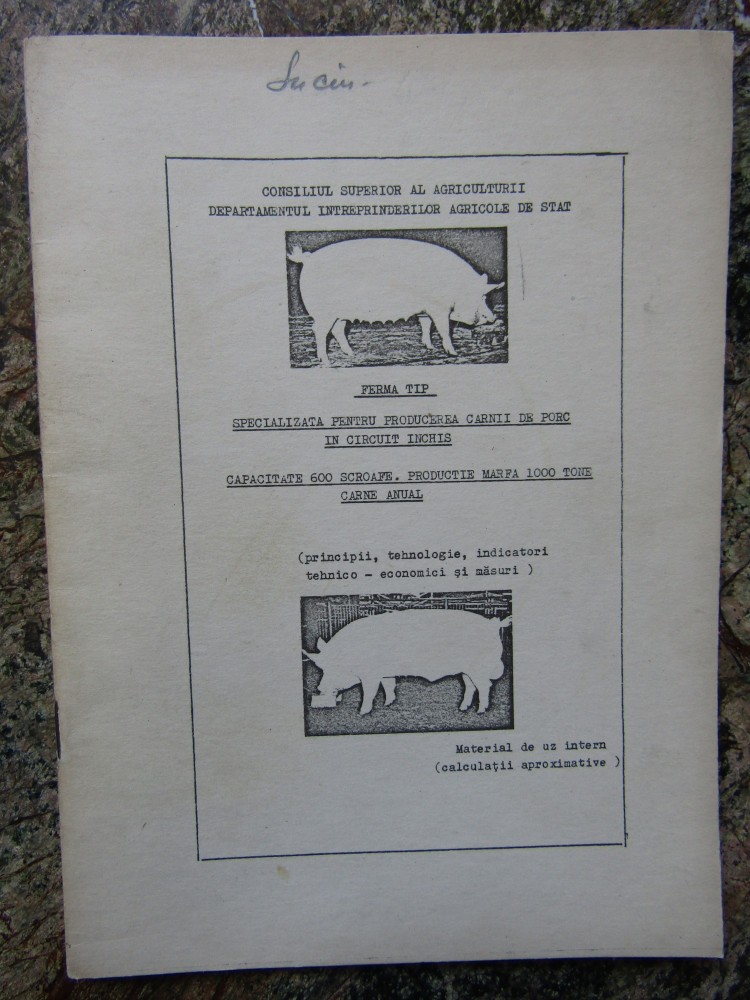 CONSILIUL SUPERIOR AL AGRICULTURII
DEPARTAMENTUL INTREPRINDERILOR AGRICOLE DE STAT
FERMA TIP
SPECIALIZATA PENTRU PRODUCEREA CARNII DE PORC
IN CIRCUIT INCHIS
CAPACITATE 600 SCROAFE. PRODUCTIE MARFA 1000 TONE
CARNE ANUAL
(principii, tehnologie, indicatori
tehnico - economici și măsuri )
Material de uz intern
(calculații aproximative )